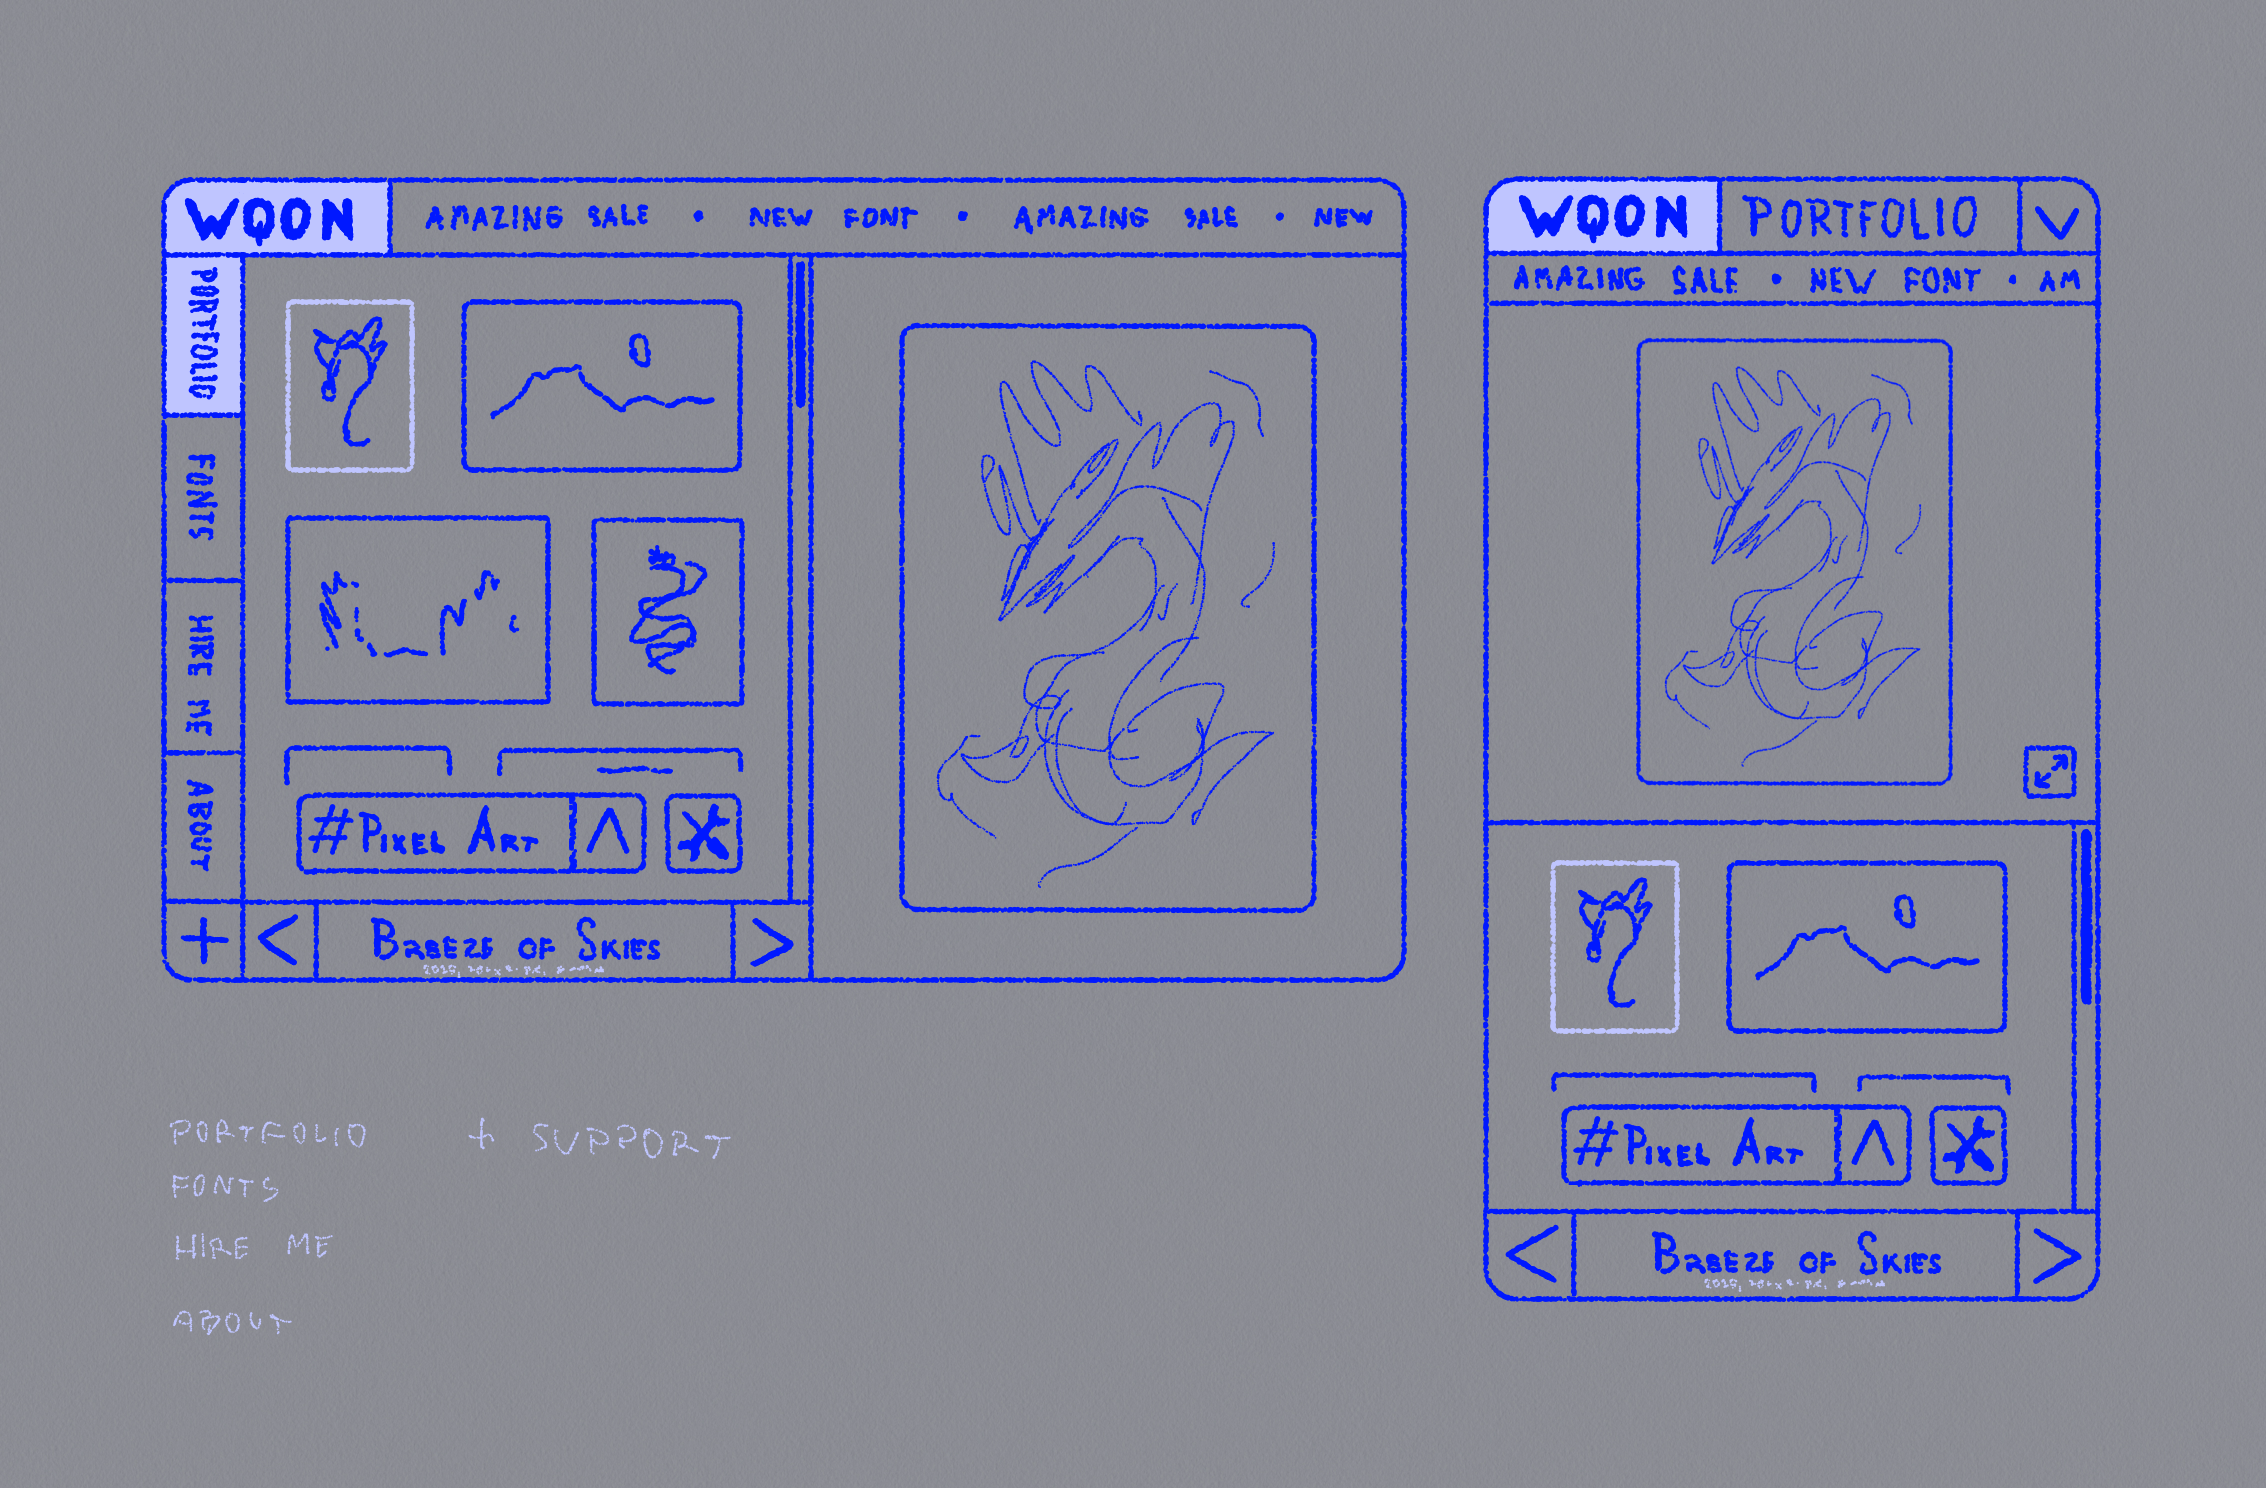 WQON
AMAZING SALE • NEW FONT • AMAZING SALE • NEW
PORTFOLIO
FONTS
HIRE ME
ABOUT
#PIXEL ART
BREEZE OF SKIES
WQON PORTFOLIO
AMAZING SALE • NEW FONT • AM
#PIXEL ART
BREEZE OF SKIES
PORTFOLIO
FONTS
HIRE ME
ABOUT
+ SUPPORT